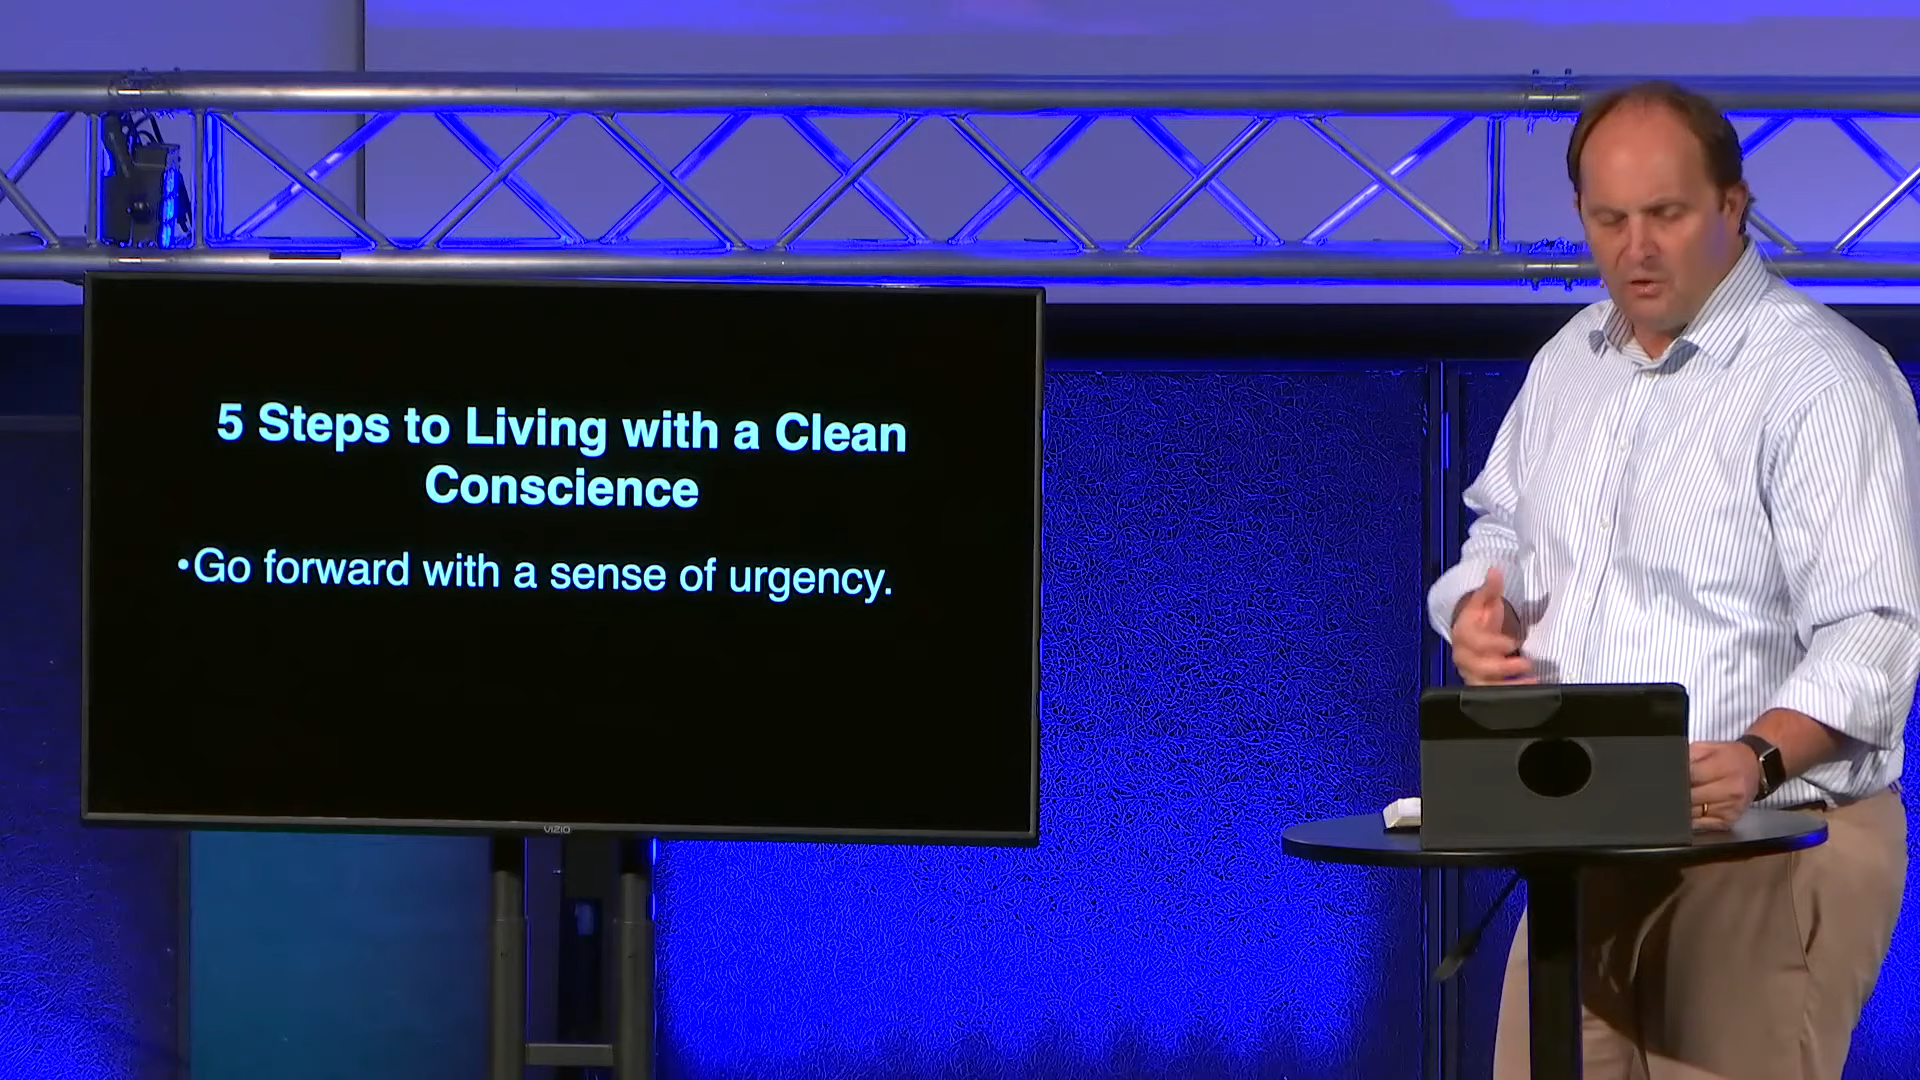 5 Steps to Living with a Clean
Conscience
•Go forward with a sense of urgency.
VIZIO